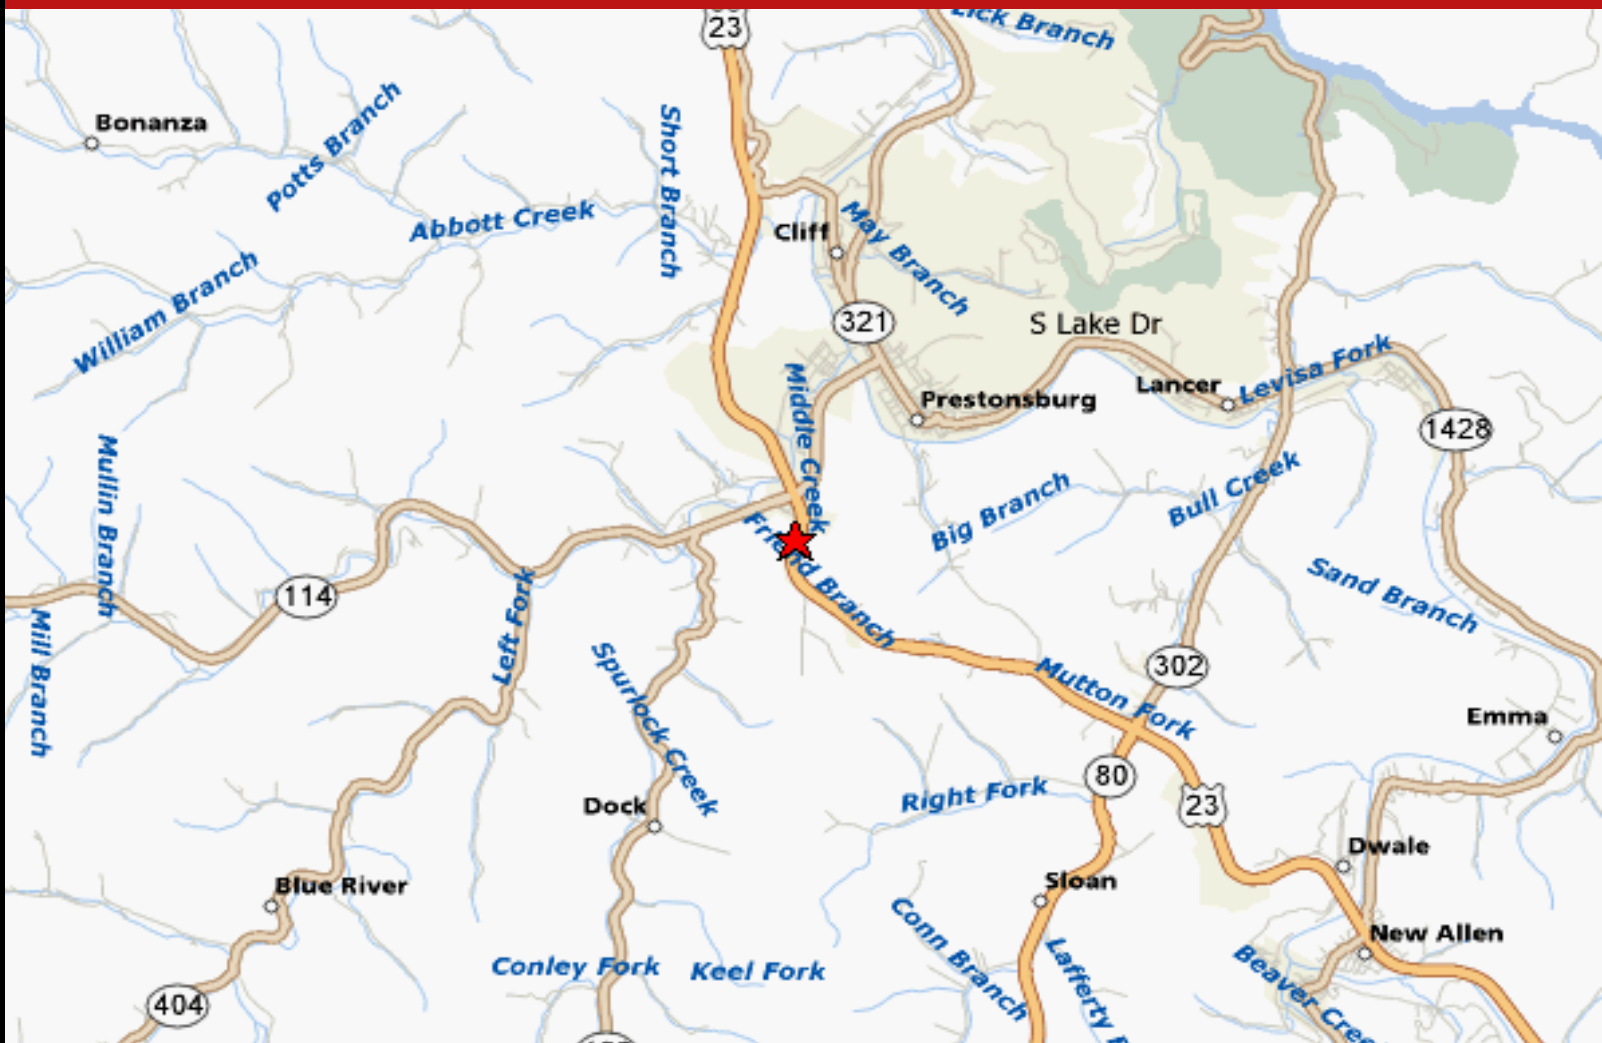 23
Lick Branch
Bonanza
Potts Branch
Short Branch
Abbott Creek
Cliff
May Branch
William Branch
321
S Lake Dr
Middle Creek
Prestonsburg
Lancer
Levisa Fork
1428
Mullin Branch
Big Branch
Bull Creek
Friend Branch
114
Left Fork
Sand Branch
Mill Branch
Spurlock Creek
302
Mutton Fork
Emma
80
Right Fork
23
Dock
Dwale
Blue River
Sloan
Conn Branch
New Allen
Conley Fork
Keel Fork
Lafferty
Beaver Cree
404